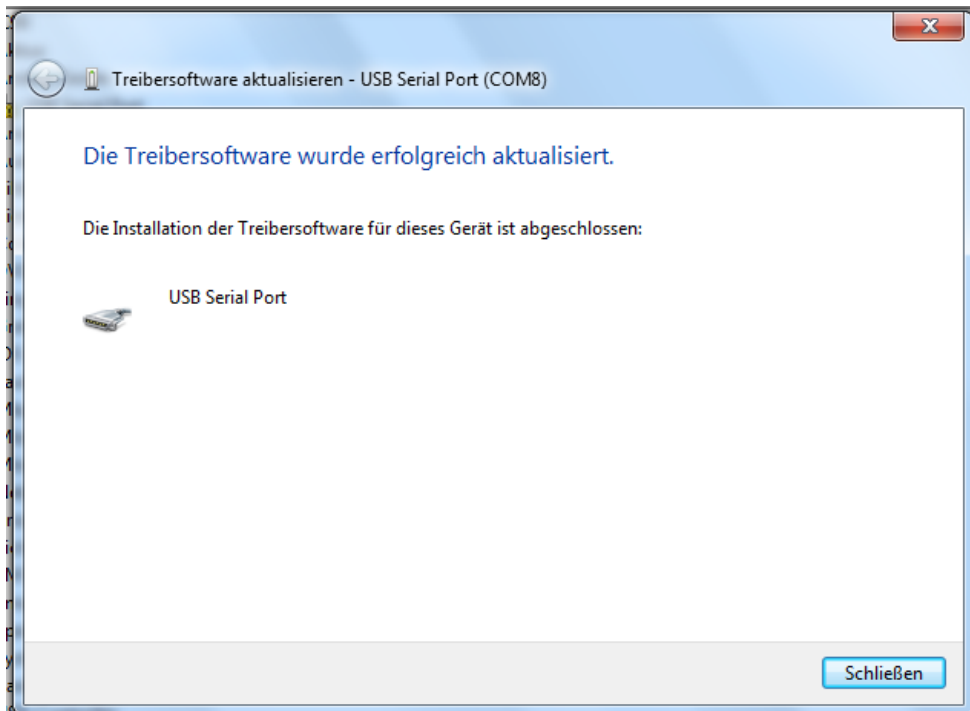 Treibersoftware aktualisieren - USB Serial Port (COM8)
Die Treibersoftware wurde erfolgreich aktualisiert.
Die Installation der Treibersoftware für dieses Gerät ist abgeschlossen:
USB Serial Port
Schließen